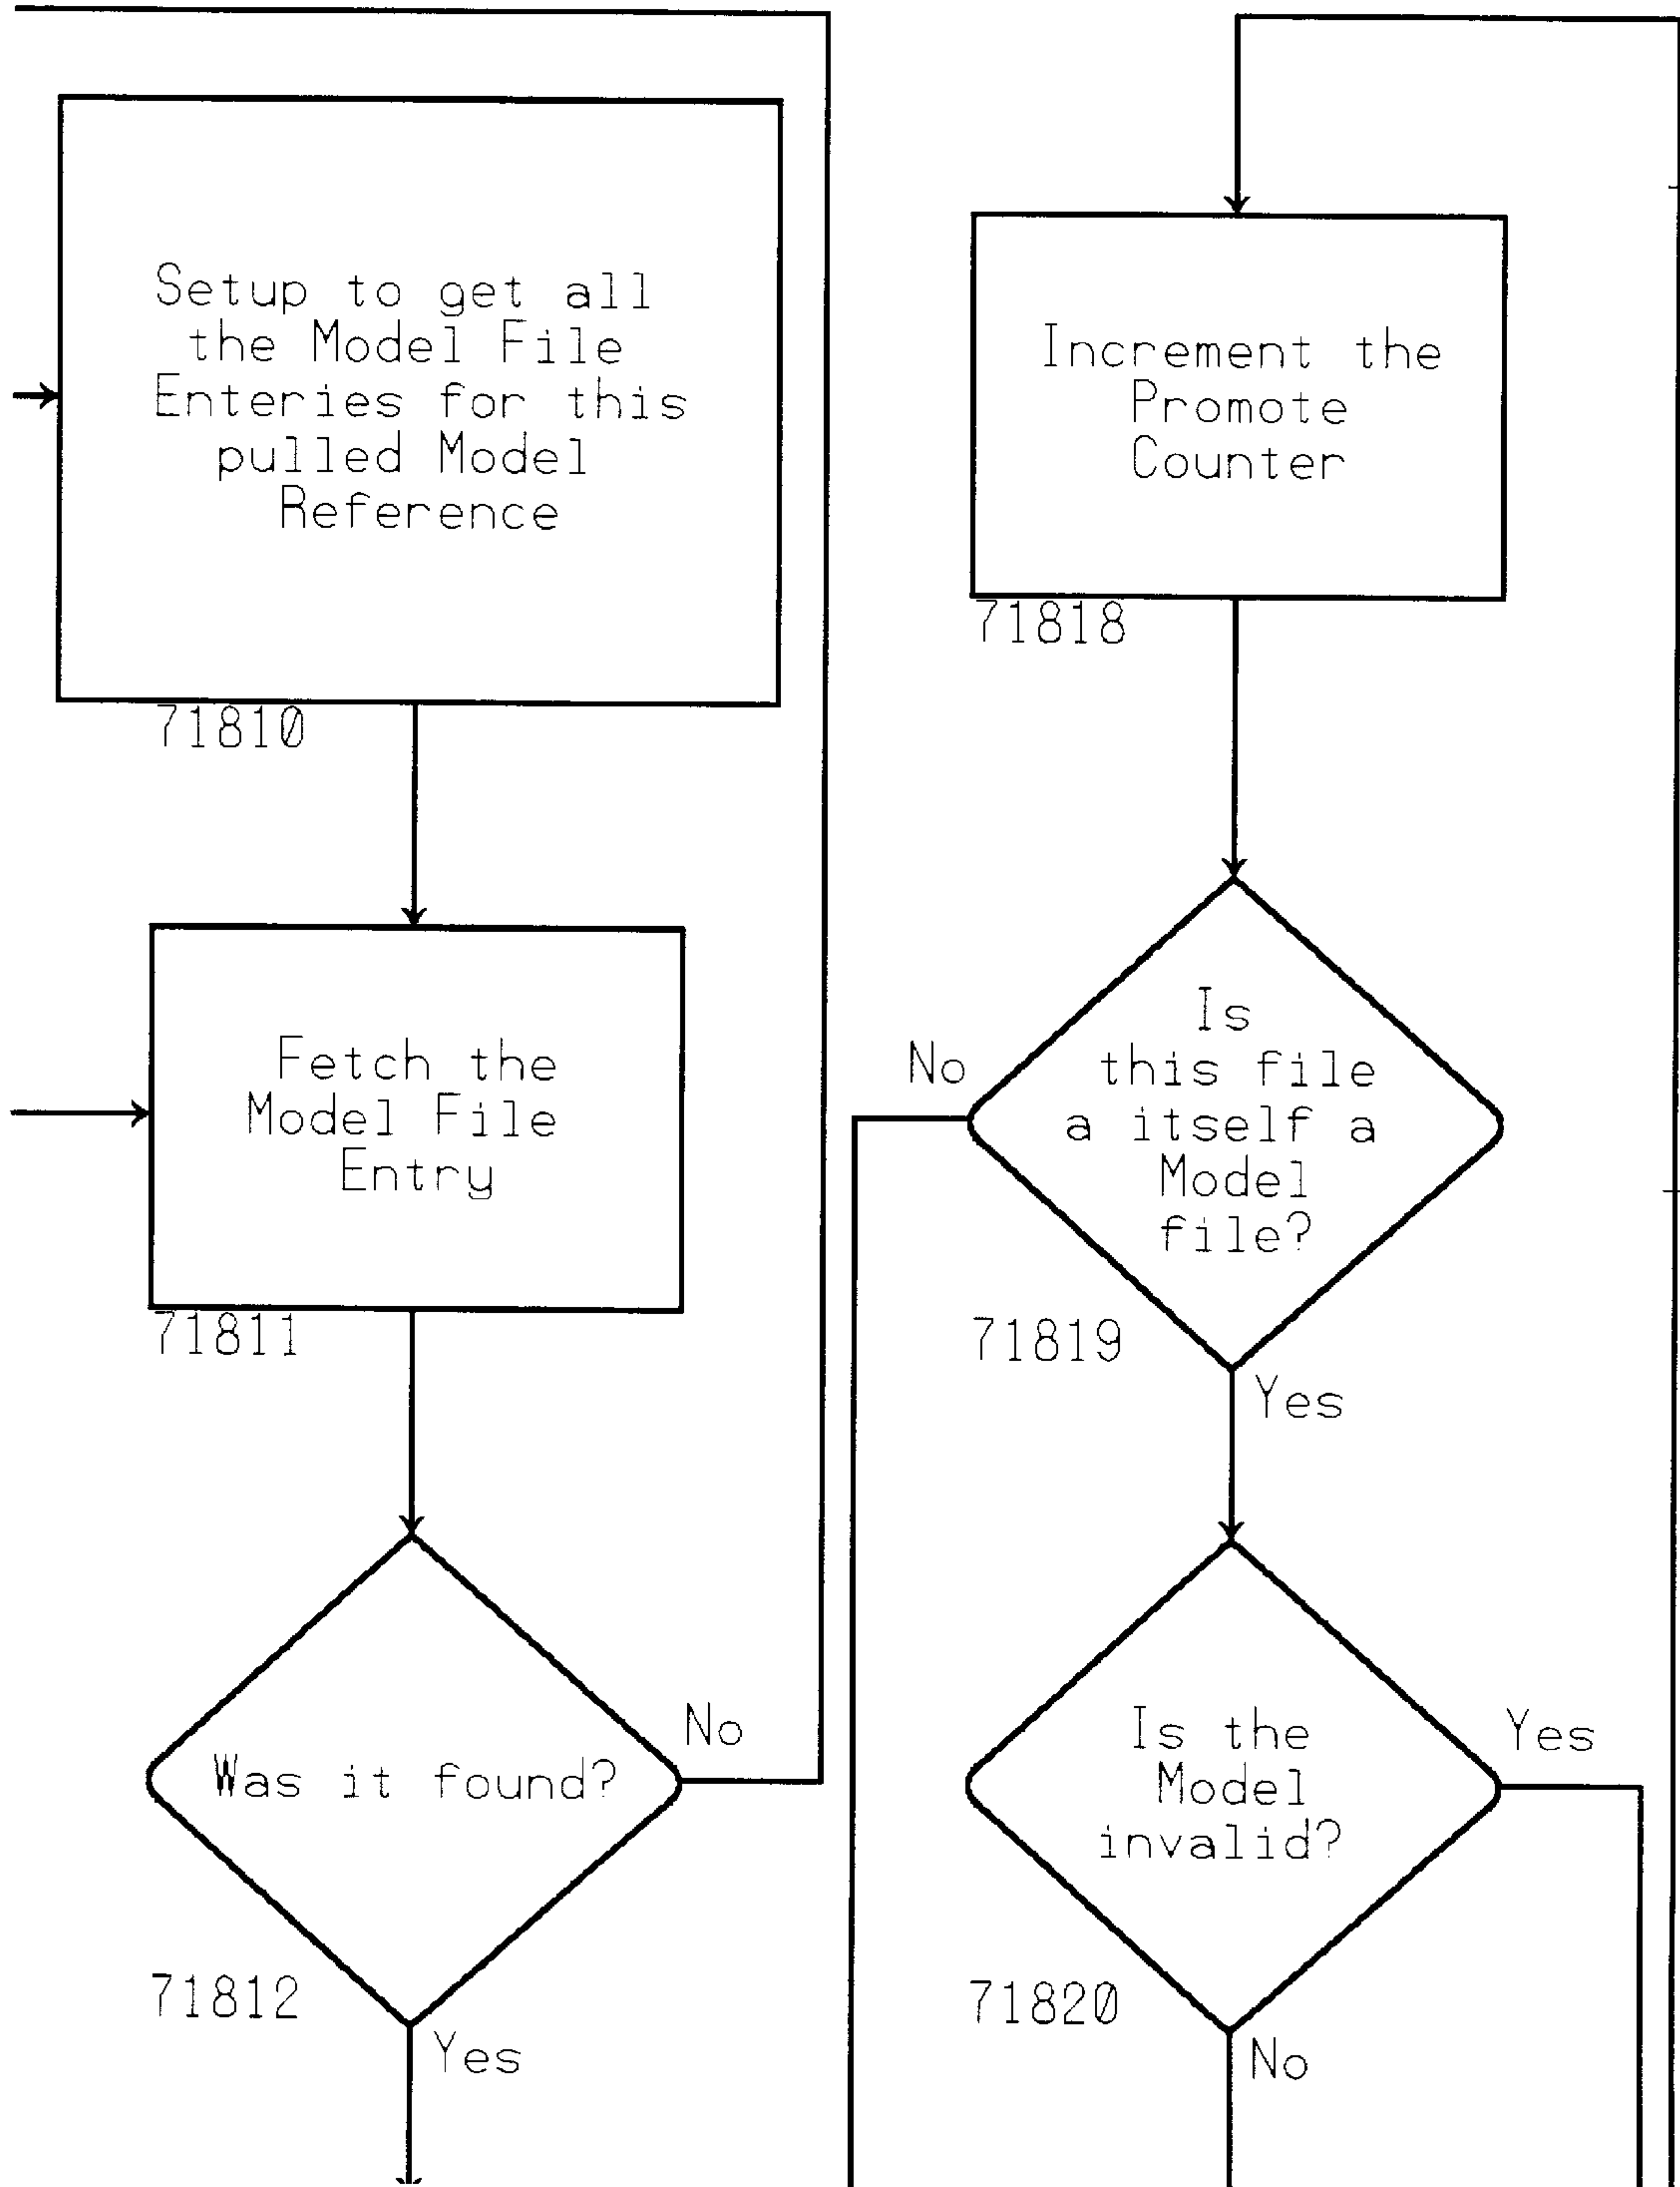 Setup to get all
the Model File
Enteries for this
pulled Model
Reference
71810
Fetch the
Model File
Entry
71811
Was it found?
No
71812
Yes
Increment the
Promote
Counter
71818
Is
this file
a itself a
Model
file?
No
71819
Yes
Is the
Model
invalid?
Yes
71820
No